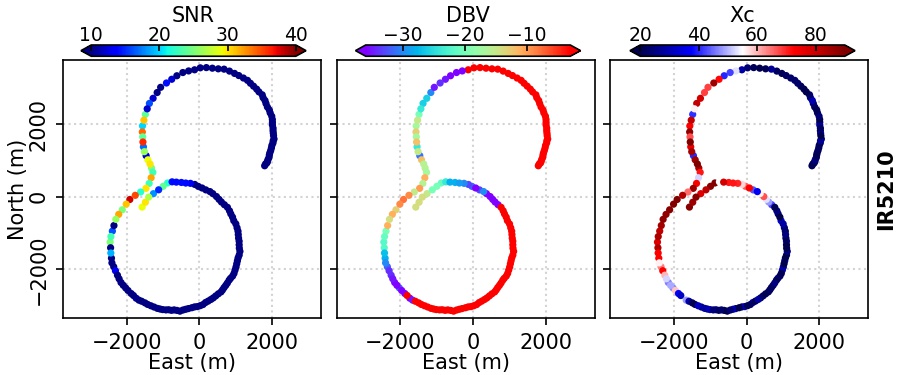 SNR DBV Xc
10 20 30 40 −30 −20 −10 20 40 60 80
North (m)
2000
0
−2000
−2000 0 2000 −2000 0 2000 −2000 0 2000
East (m) East (m) East (m)
IR5210